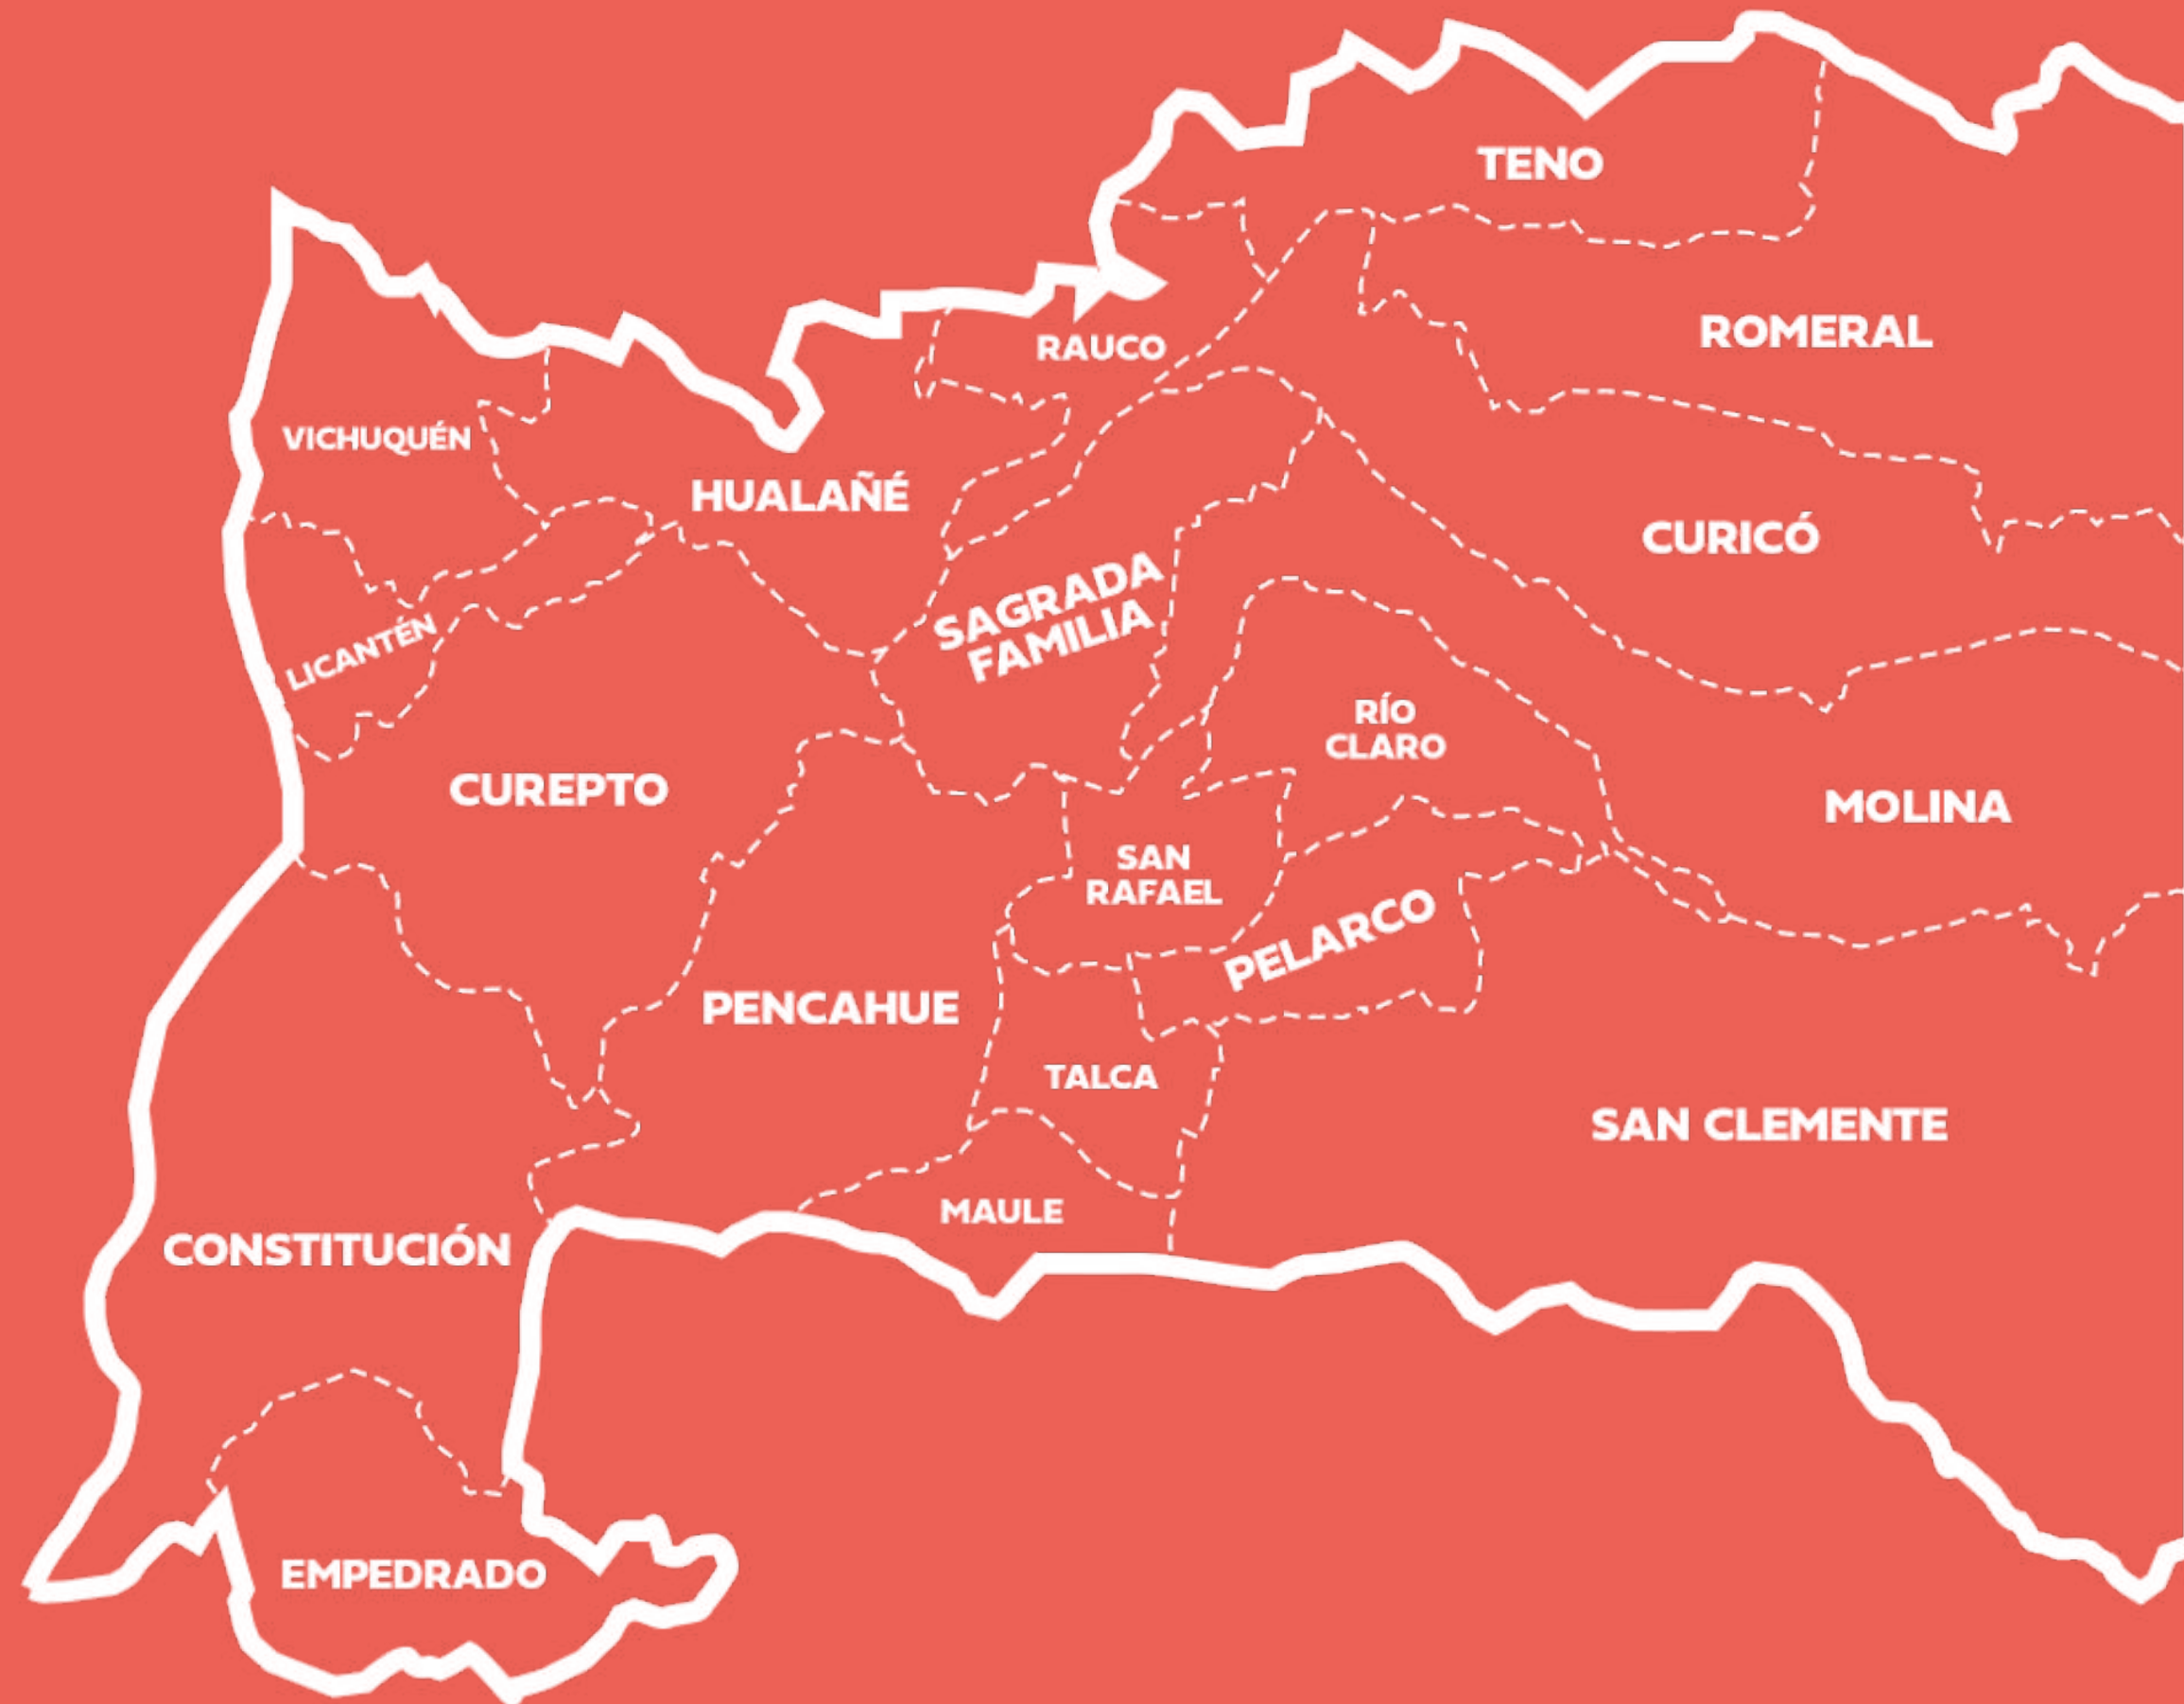 TENO
ROMERAL
RAUCO
VICHUQUÉN
HUALAÑÉ
CURICÓ
SAGRADA
FAMILIA
LICANTÉN
RÍO
CLARO
CUREPTO
MOLINA
SAN
RAFAEL
PELARCO
PENCAHUE
TALCA
SAN CLEMENTE
MAULE
CONSTITUCIÓN
EMPEDRADO